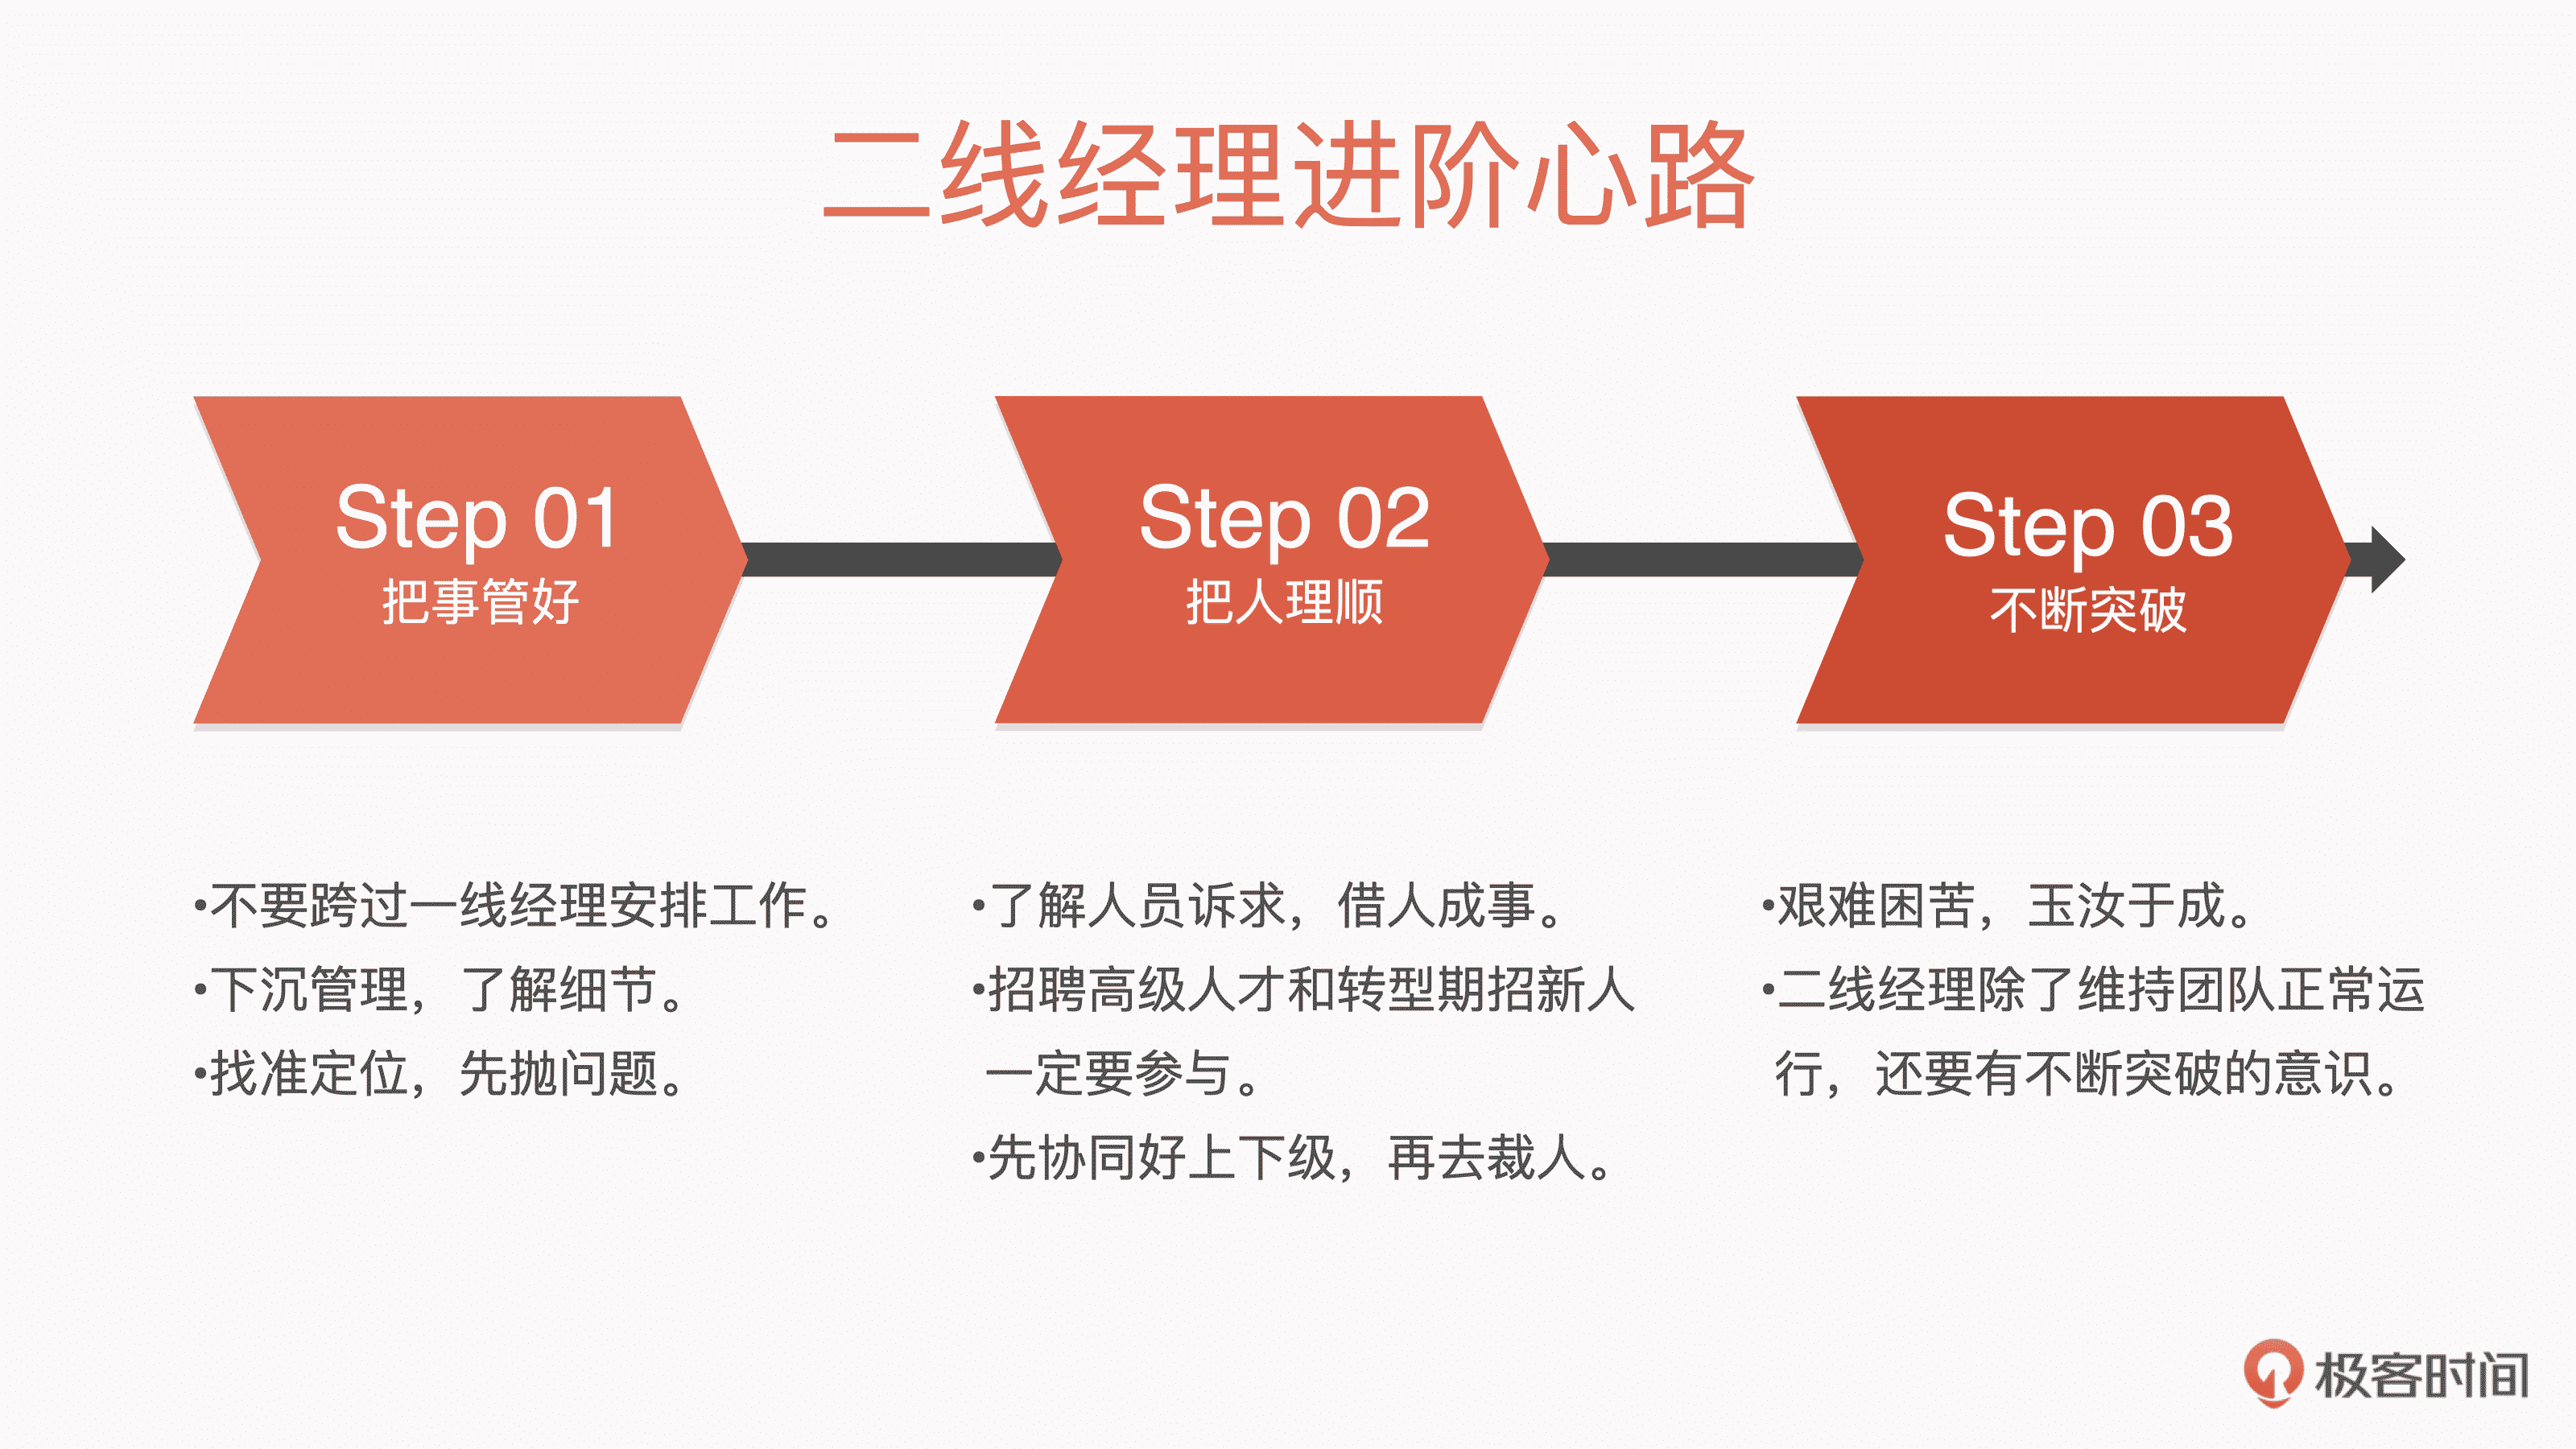 二线经理进阶心路
Step 01
把事管好
Step 02
把人理顺
Step 03
不断突破
•不要跨过一线经理安排工作。
•下沉管理，了解细节。
•找准定位，先抛问题。
•了解人员诉求，借人成事。
•招聘高级人才和转型期招新人
一定要参与。
•先协同好上下级，再去裁人。
•艰难困苦，玉汝于成。
•二线经理除了维持团队正常运
行，还要有不断突破的意识。
极客时间